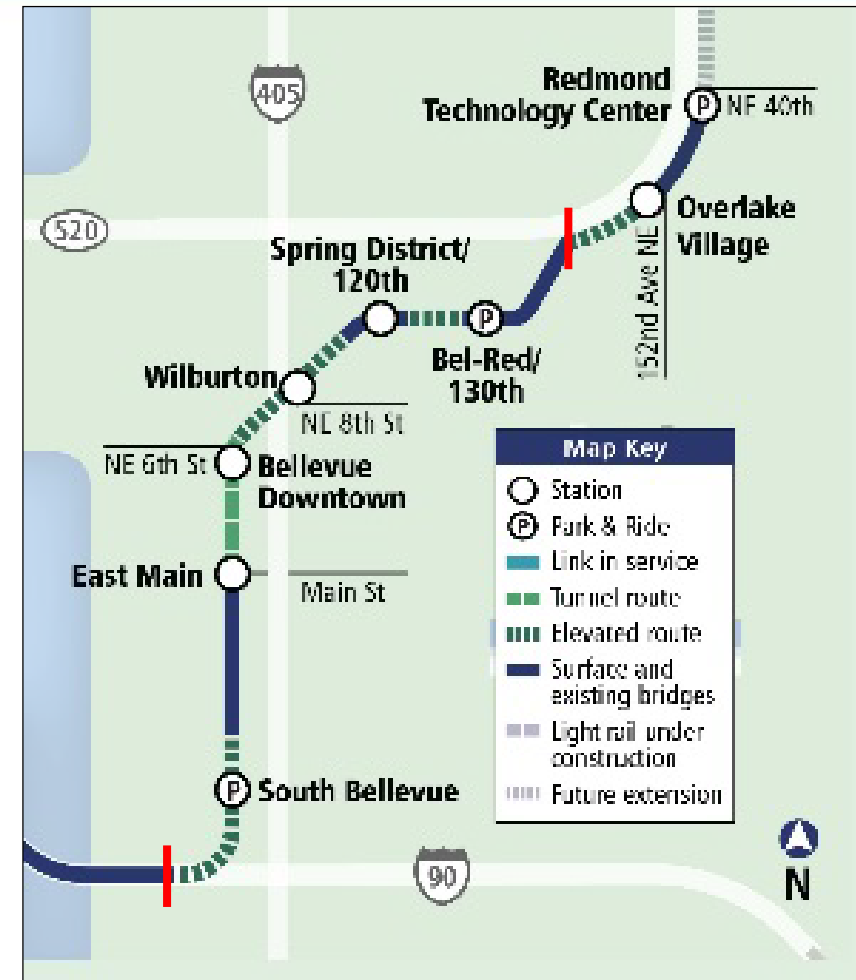 405
Redmond
Technology Center
P
NE 40th
520
Overlake
Village
152nd Ave NE
Spring District/
120th
P
Bel-Red/
130th
Wilburton
NE 8th St
NE 6th St
Bellevue
Downtown
East Main
Main St
Map Key
Station
P Park & Ride
Link in service
Tunnel route
Elevated route
Surface and
existing bridges
Light rail under
construction
Future extension
P
South Bellevue
90
N